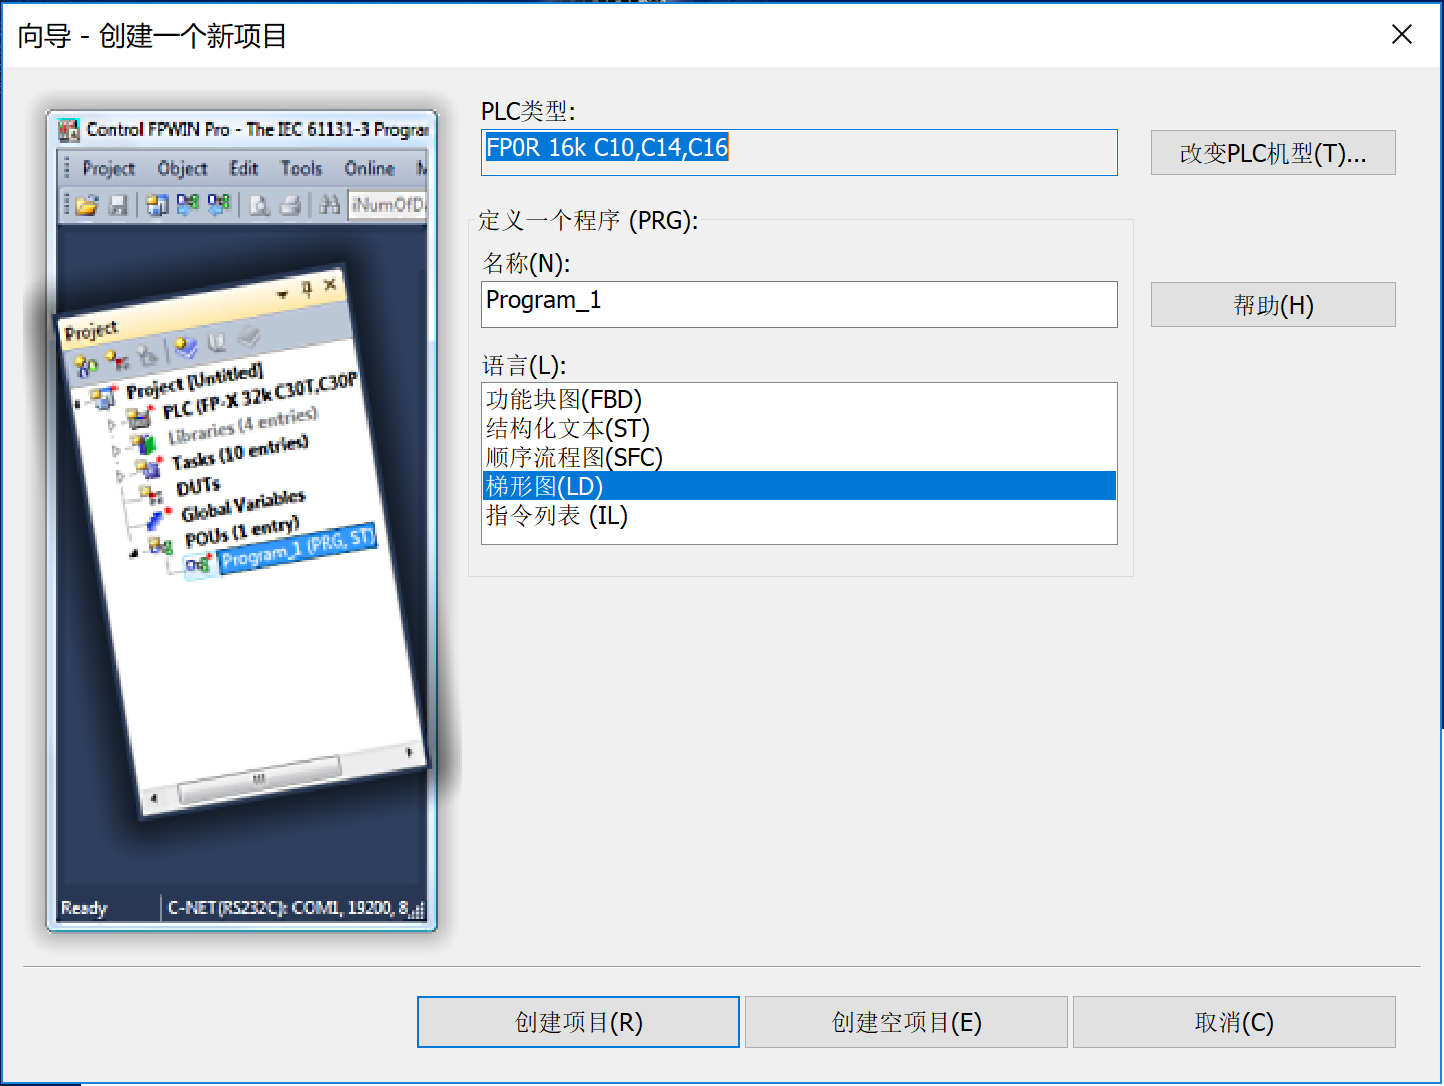 向导 - 创建一个新项目
Control FPWIN Pro - The IEC 61131-3 Progra
Project Object Edit Tools Online
iNumOfD
Project
Project [Untitled]
PLC (FP-X 32k C30T,C30P
Libraries (4 entries)
Tasks (10 entries)
DUTs
Global Variables
POUs (1 entry)
Program_1 (PRG, ST)
Ready C-NET(RS232C): COM1, 19200, 8
PLC类型:
FP0R 16k C10,C14,C16
改变PLC机型(T)...
定义一个程序 (PRG):
名称(N):
Program_1
帮助(H)
语言(L):
功能块图(FBD)
结构化文本(ST)
顺序流程图(SFC)
梯形图(LD)
指令列表 (IL)
创建项目(R)
创建空项目(E)
取消(C)